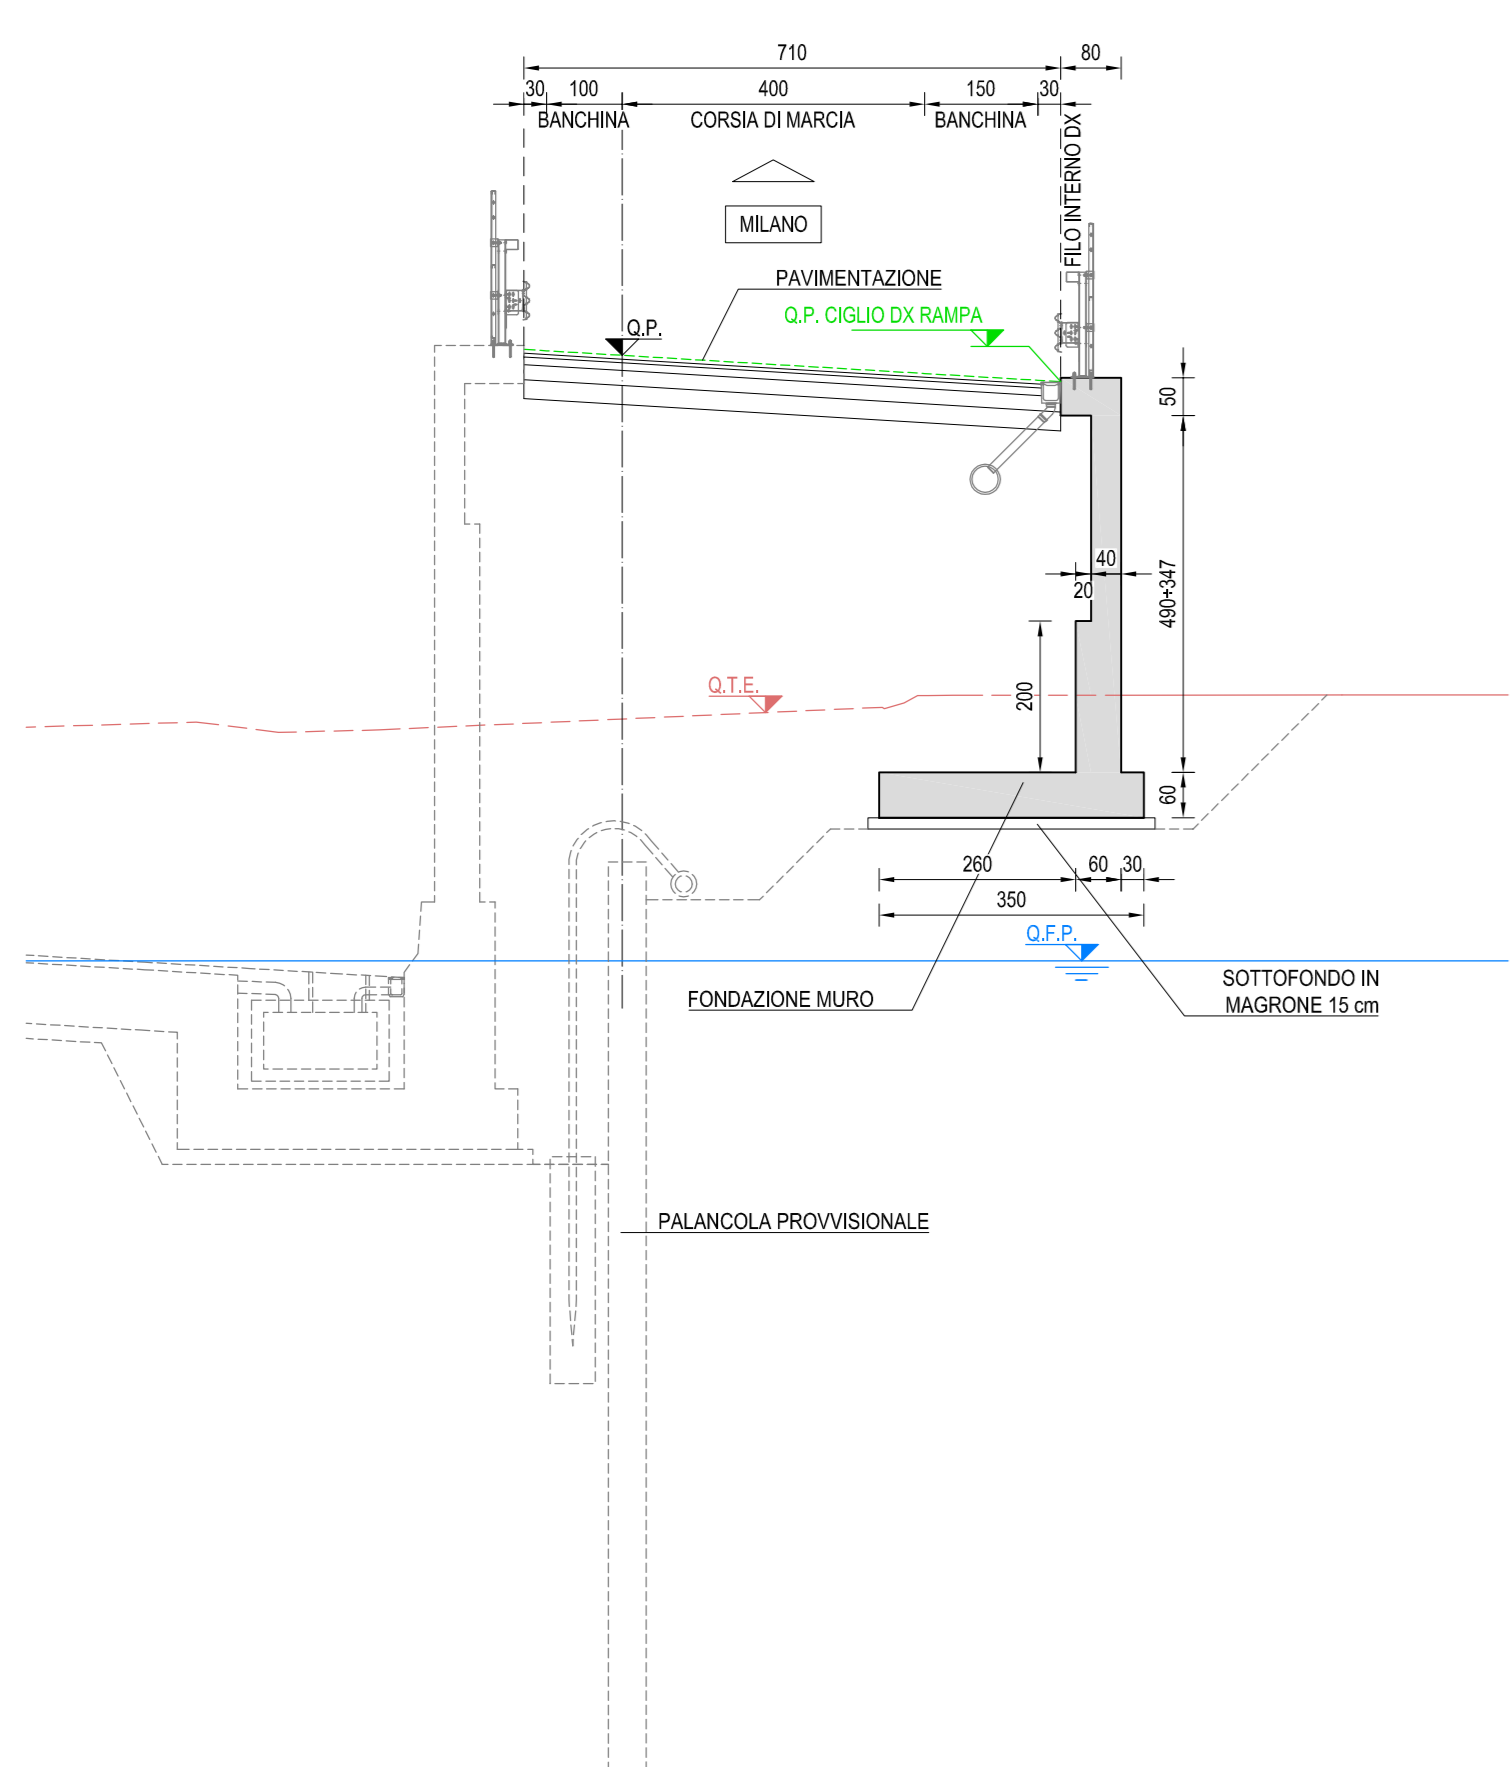 710 80
30 100 400 150 30
BANCHINA CORSIA DI MARCIA BANCHINA
FILO INTERNO DX
MILANO
PAVIMENTAZIONE
Q.P. CIGLIO DX RAMPA
Q.P.
50
40
20
490÷347
200
Q.T.E.
60
260 60 30
350
Q.F.P.
SOTTOFONDO IN
MAGRONE 15 cm
FONDAZIONE MURO
PALANCOLA PROVVISIONALE